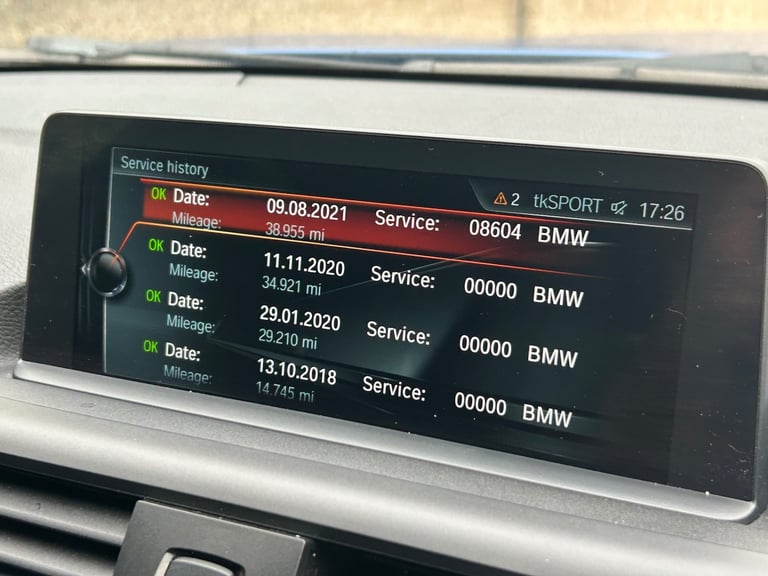 Service history
2 tkSPORT 17:26
OK Date: 09.08.2021 Service: 08604 BMW
Mileage: 38.955 mi
OK Date: 11.11.2020 Service: 00000 BMW
Mileage: 34.921 mi
OK Date: 29.01.2020 Service: 00000 BMW
Mileage: 29.210 mi
OK Date: 13.10.2018 Service: 00000 BMW
Mileage: 14.745 mi